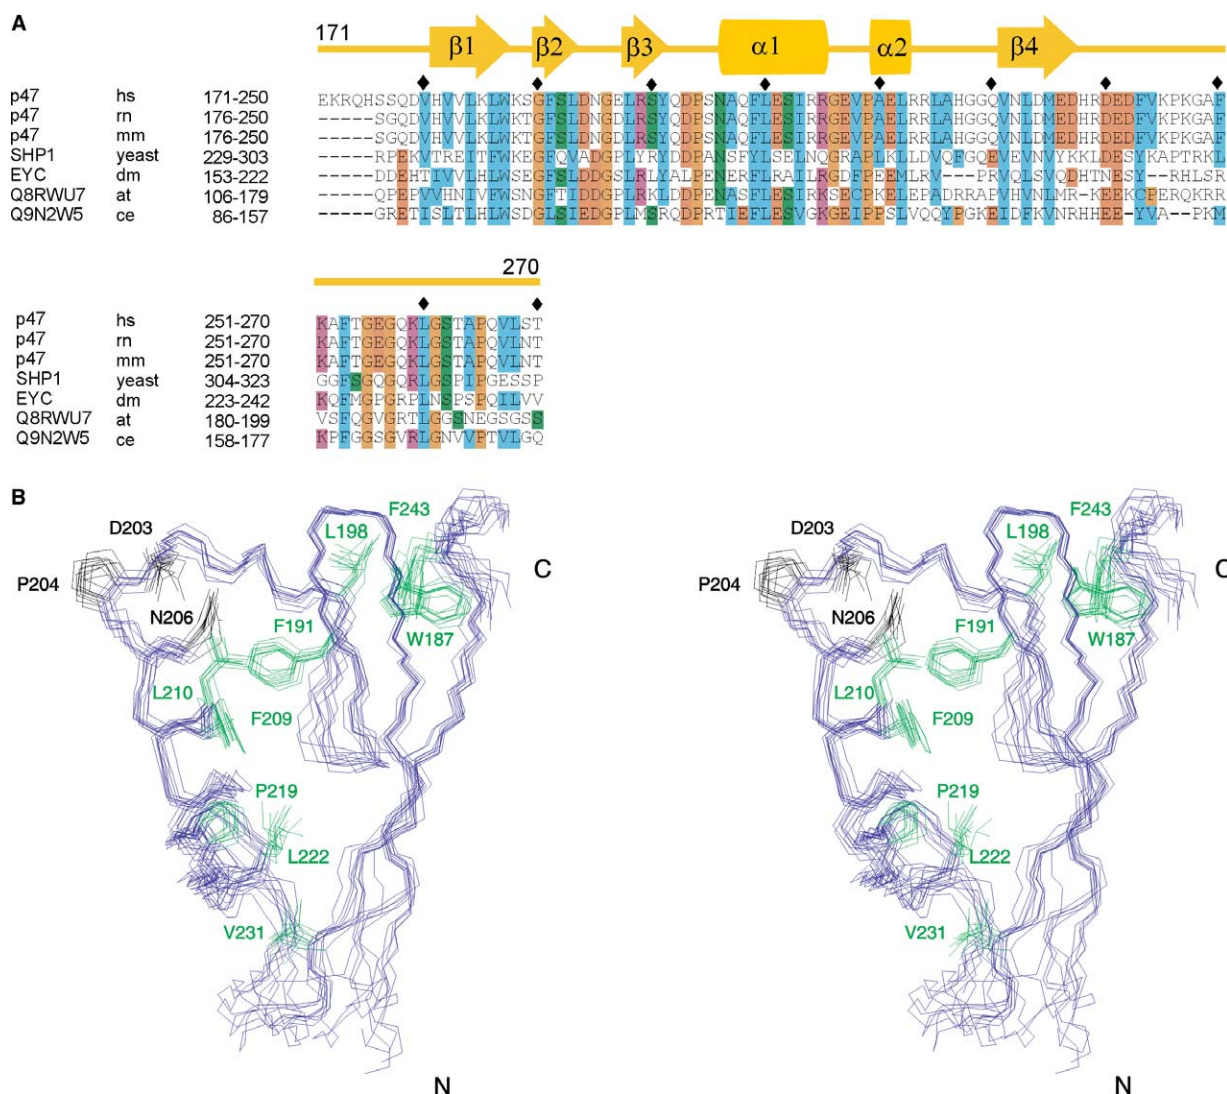 A
171 β1 β2 β3 α1 α2 β4
p47 hs 171-250 EKRQHSSQDVHVVLKLWKSGFSLDNGELRSYQDPSNAQFLESIRRGEVPAELRRLAHGGQVNLDMEDHRDEDFVKPKGAF
p47 rn 176-250 -----SGQDVHVVLKLWKTGFSLDNGDLRSYQDPSNAQFLESIRRGEVPAELRRLAHGGQVNLDMEDHRDEDFVKPKGAF
p47 mm 176-250 -----SGQDVHVVLKLWKTGFSLDNGDLRSYQDPSNAQFLESIRRGEVPAELRRLAHGGQVNLDMEDHRDEDFVKPKGAF
SHP1 yeast 229-303 -----RPEKVTREITFWKEGFQVADGPLYRYDDPANSFYLSELNQGRAPLKLLDVQFGQEVEVNVYKKLDESYKAPTRKL
EYC dm 153-222 -----DDEHTIVVLHLWSEGFSLDDGSLRLYALPENERFLRAILRGDFPEEMLRV--PRVQLSVQDHTNESY---RHLSR
Q8RWU7 at 106-179 -----QPEPVVHNIVFWSNGFTVDDGPLRKLDDPENASFLESIRKSECPKELEPADRRAPVHVNLMR-KEEKCPERQKRR
Q9N2W5 ce 86-157 -----GRETISLTLHLWSDGLSIEDGPLMSRQDPRTIEFLESVGKGEIPPSLVQQYPGKEIDFKVNRHHEE-YVA--PKM
270
p47 hs 251-270 KAFTGEGQKLGSTAPQVLST
p47 rn 251-270 KAFTGEGQKLGSTAPQVLNT
p47 mm 251-270 KAFTGEGQKLGSTAPQVLNT
SHP1 yeast 304-323 GGFSGQGQRLGSPIPGESSP
EYC dm 223-242 KQFMGPGRPLNSPSPQILVV
Q8RWU7 at 180-199 VSFQGVGRTLGGSNEGSGSS
Q9N2W5 ce 158-177 KPFGGSGVRLGNVVPTVLGQ
B
D203
P204
N206
L198
F243
C
F191
W187
L210
F209
P219
L222
V231
N
D203
P204
N206
L198
F243
C
F191
W187
L210
F209
P219
L222
V231
N